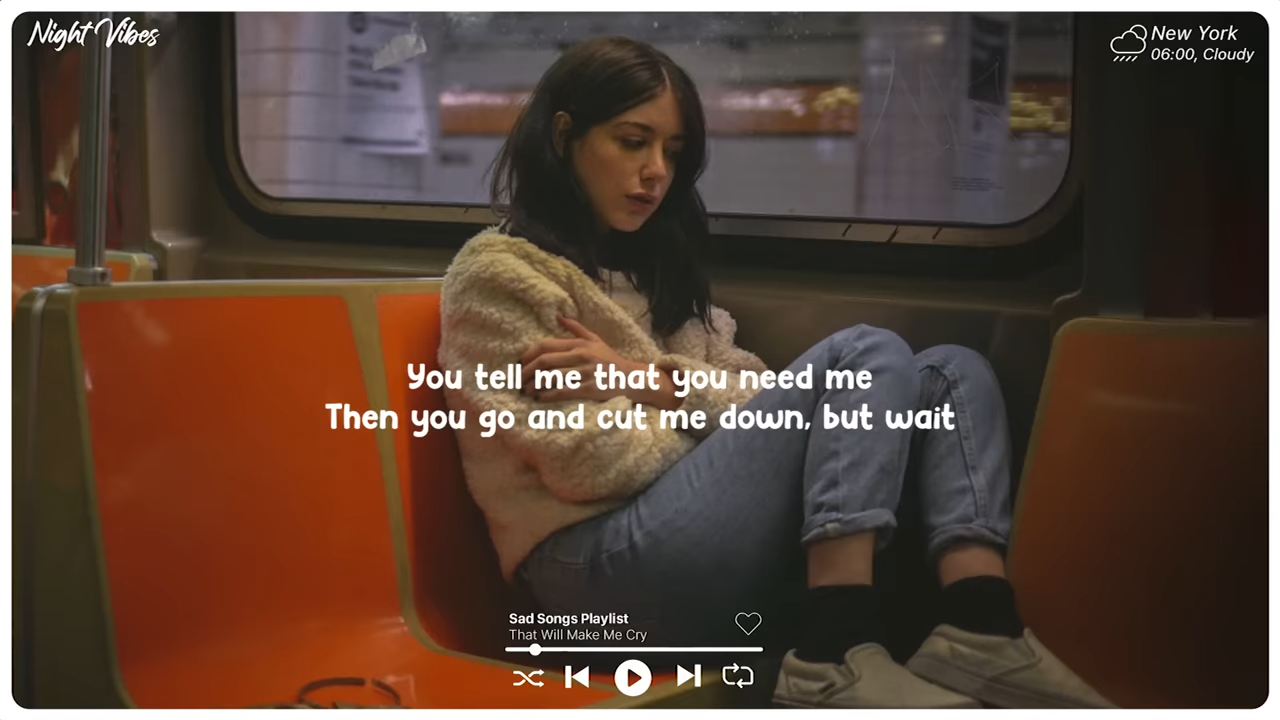 Night Vibes
New York
06:00, Cloudy
You tell me that you need me
Then you go and cut me down, but wait
Sad Songs Playlist
That Will Make Me Cry